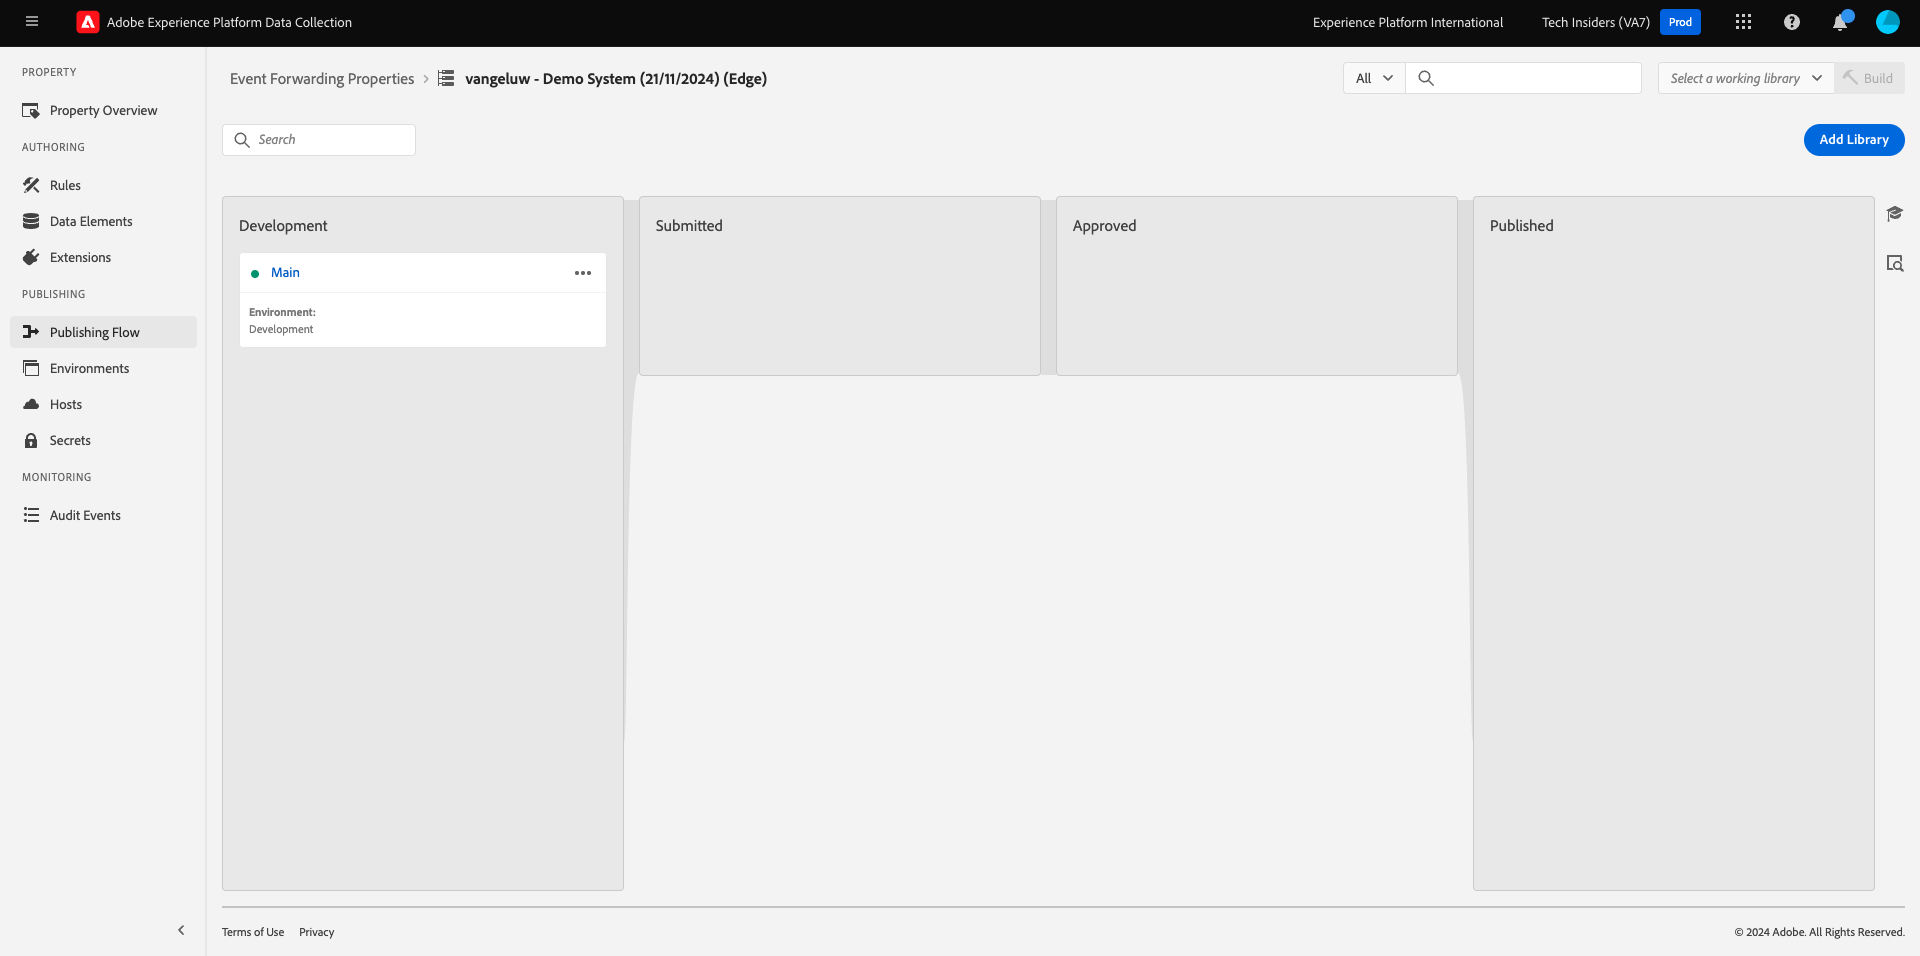 Adobe Experience Platform Data Collection
Experience Platform International
Tech Insiders (VA7)
Prod
PROPERTY
Property Overview
AUTHORING
Rules
Data Elements
Extensions
PUBLISHING
Publishing Flow
Environments
Hosts
Secrets
MONITORING
Audit Events
Event Forwarding Properties
vangeluw - Demo System (21/11/2024) (Edge)
All
Select a working library
Build
Search
Add Library
Development
Main
Environment:
Development
Submitted
Approved
Published
Terms of Use
Privacy
© 2024 Adobe. All Rights Reserved.